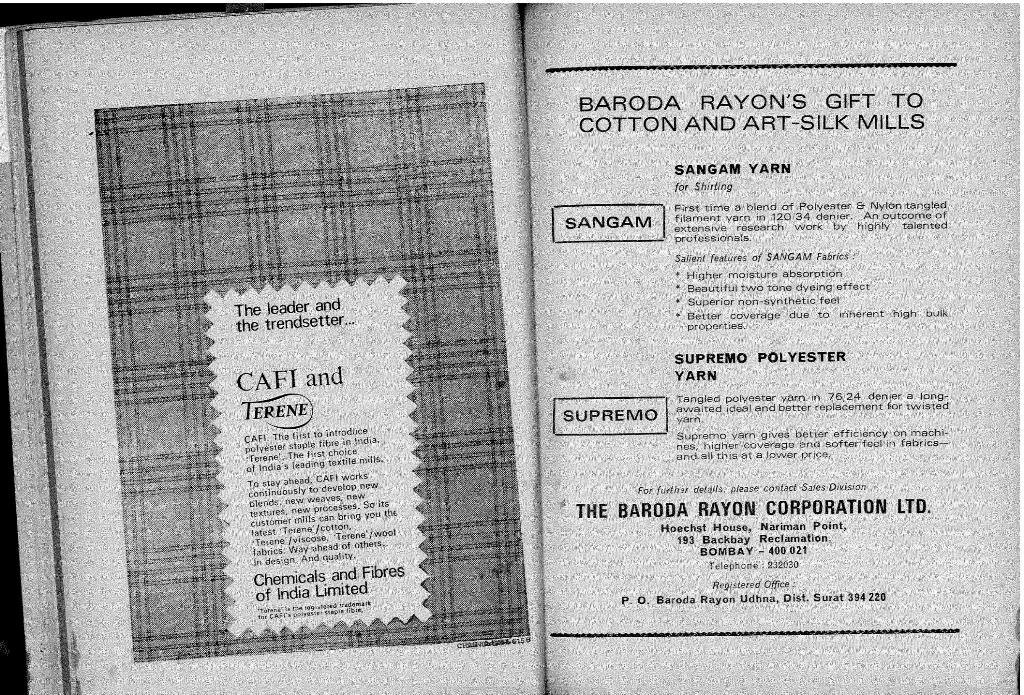 The leader and
the trendsetter...
CAFI and
TERENE
CAFI. The first to introduce
polyester staple fibre in India.
'Terene'. The first choice
of India's leading textile mills.
To stay ahead, CAFI works
continuously to develop new
blends, new weaves, new
textures, new processes. So its
customer mills can bring you the
latest 'Terene'/cotton,
'Terene'/viscose, 'Terene'/wool
fabrics. Way ahead of others.
In design. And quality.
Chemicals and Fibres
of India Limited
'Terene' is the registered trademark
for CAFI's polyester staple fibre.
BARODA RAYON'S GIFT TO
COTTON AND ART-SILK MILLS
SANGAM
SANGAM YARN
for Shirting
First time a blend of Polyester & Nylon tangled
filament yarn in 120/34 denier. An outcome of
extensive research work by highly talented
professionals.
Salient features of SANGAM Fabrics :
* Higher moisture absorption
* Beautiful two tone dyeing effect
* Superior non-synthetic feel
* Better coverage due to inherent high bulk
properties.
SUPREMO
SUPREMO POLYESTER
YARN
Tangled polyester yarn in 76/24 denier a long-
awaited ideal and better replacement for twisted
yarn.
Supremo yarn gives better efficiency on machi-
nes, higher coverage and softer feel in fabrics—
and all this at a lower price.
For further details, please contact Sales Division :
THE BARODA RAYON CORPORATION LTD.
Hoechst House, Nariman Point,
193 Backbay Reclamation,
BOMBAY – 400 021
Telephone : 232030
Registered Office :
P. O. Baroda Rayon Udhna, Dist. Surat 394 220